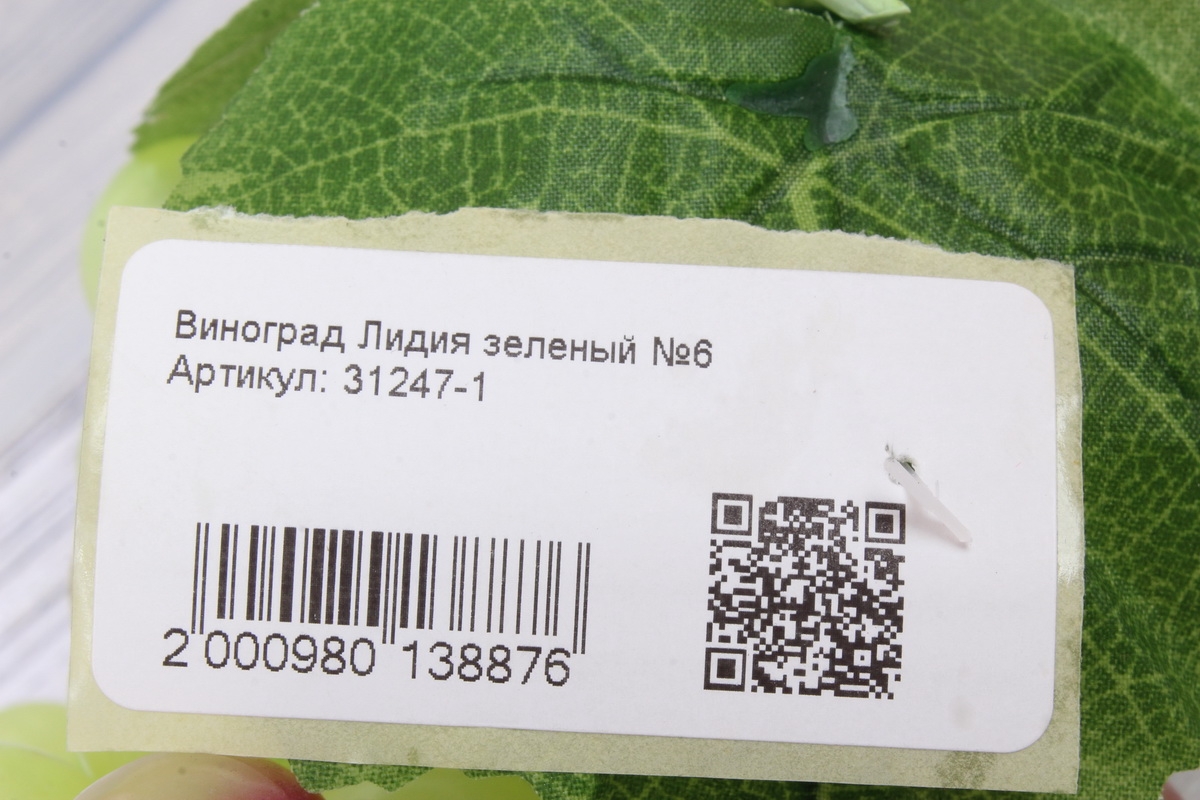 Виноград Лидия зеленый №6
Артикул: 31247-1
2 000980 138876